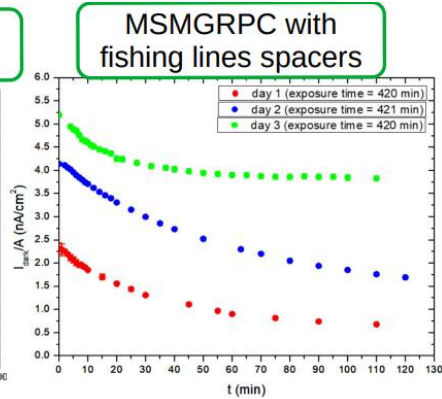 MSMGRPC with
fishing lines spacers
day 1 (exposure time = 420 min)
day 2 (exposure time = 421 min)
day 3 (exposure time = 420 min)
6.0
5.5
5.0
4.5
4.0
3.5
3.0
2.5
2.0
1.5
1.0
0.5
0.0
I_dark/A (nA/cm²)
0 10 20 30 40 50 60 70 80 90 100 110 120 130
t (min)